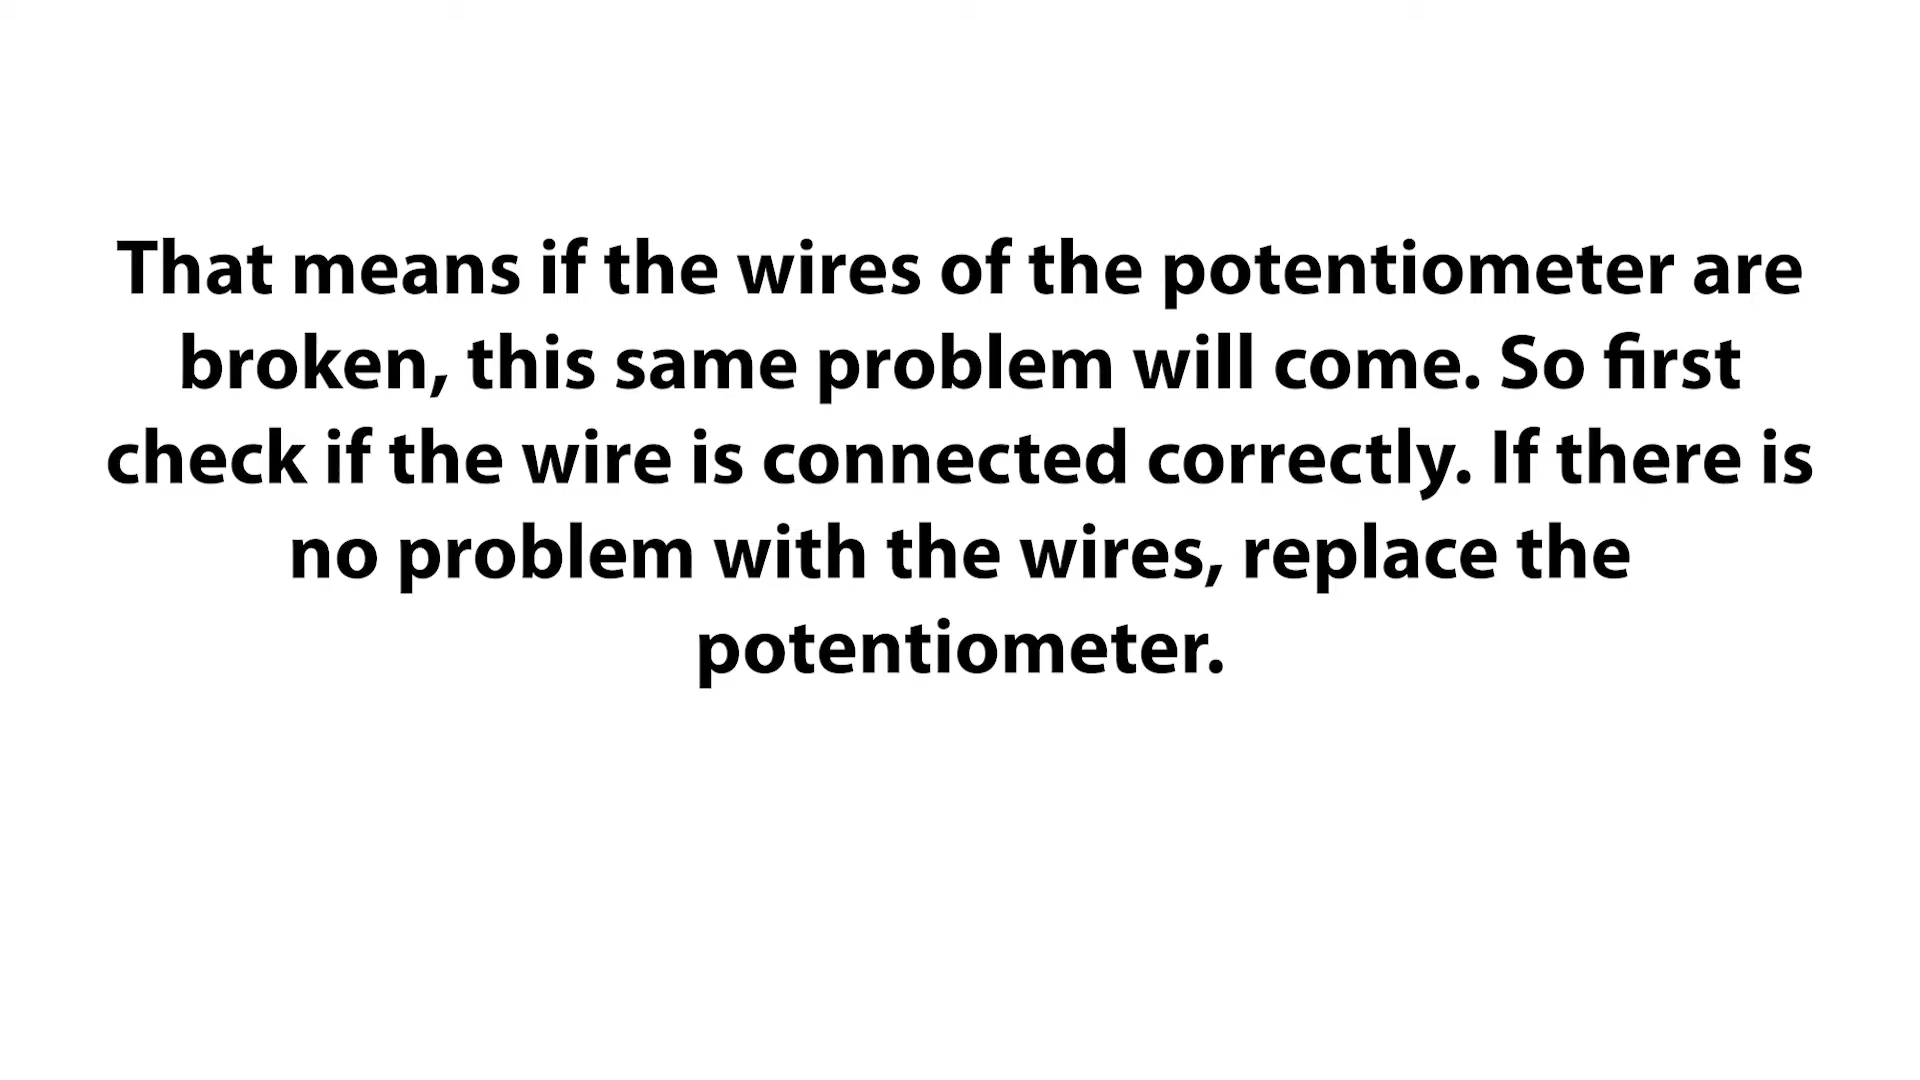 That means if the wires of the potentiometer are
broken, this same problem will come. So first
check if the wire is connected correctly. If there is
no problem with the wires, replace the
potentiometer.